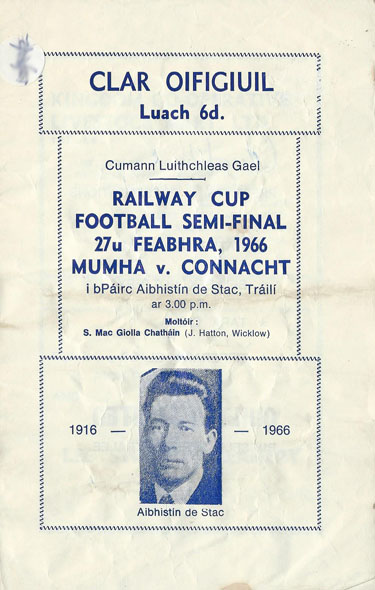 CLAR OIFIGIUIL
Luach 6d.
Cumann Luithchleas Gael
RAILWAY CUP
FOOTBALL SEMI-FINAL
27u FEABHRA, 1966
MUMHA v. CONNACHT
i bPáirc Aibhistín de Stac, Tráilí
ar 3.00 p.m.
Moltóir :
S. Mac Giolla Chatháin (J. Hatton, Wicklow)
1916 — — 1966
Aibhistin de Stac